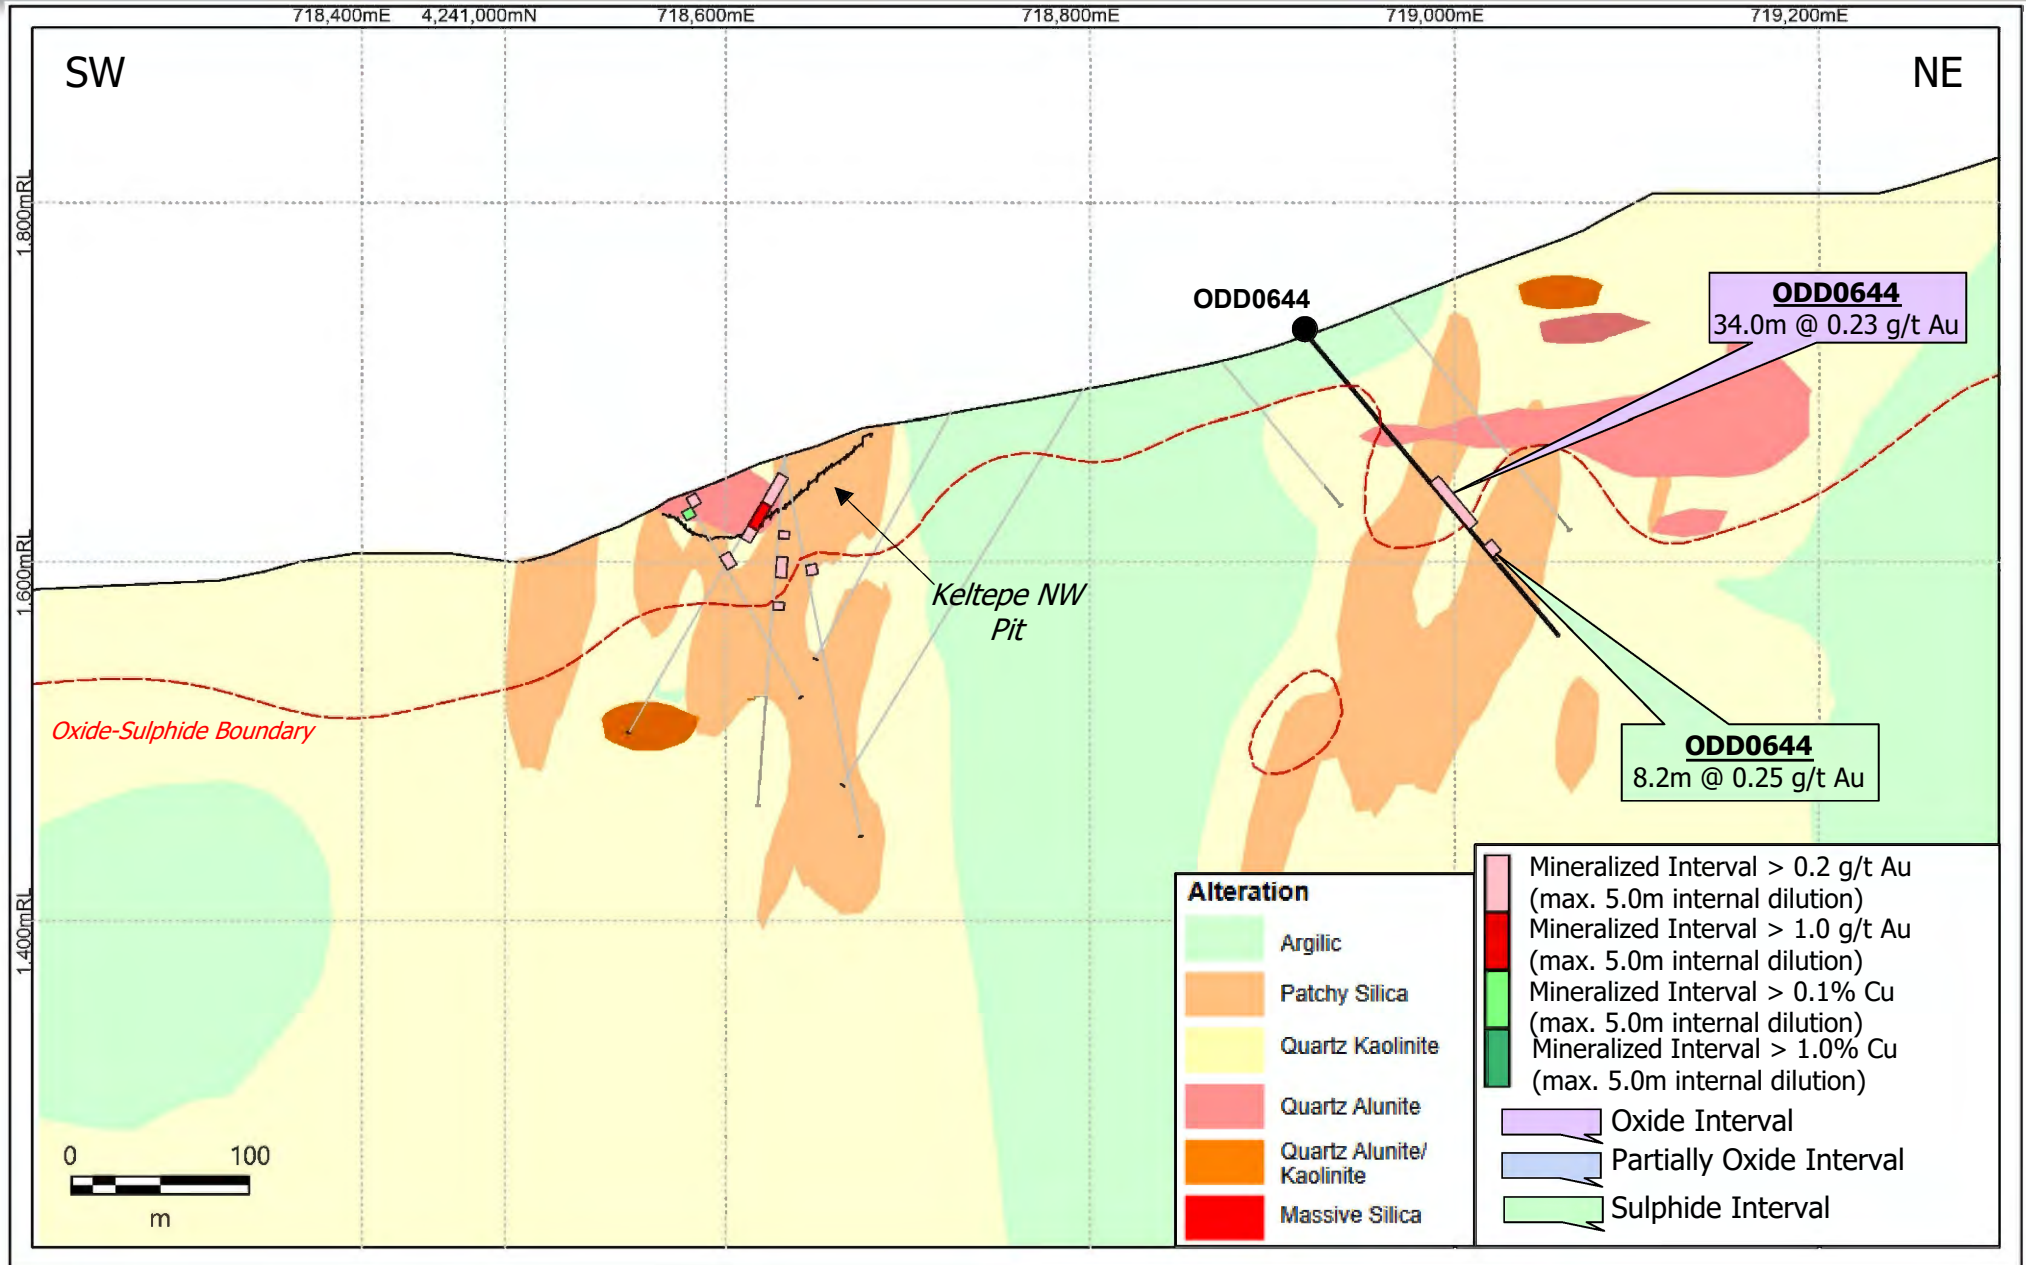 718,400mE 4,241,000mN 718,600mE 718,800mE 719,000mE 719,200mE
SW
NE
1.800mRL
1.600mRL
1.400mRL
ODD0644
ODD0644
34.0m @ 0.23 g/t Au
Keltepe NW
Pit
Oxide-Sulphide Boundary
ODD0644
8.2m @ 0.25 g/t Au
0 100
m
Alteration
Argilic
Patchy Silica
Quartz Kaolinite
Quartz Alunite
Quartz Alunite/
Kaolinite
Massive Silica
Mineralized Interval > 0.2 g/t Au
(max. 5.0m internal dilution)
Mineralized Interval > 1.0 g/t Au
(max. 5.0m internal dilution)
Mineralized Interval > 0.1% Cu
(max. 5.0m internal dilution)
Mineralized Interval > 1.0% Cu
(max. 5.0m internal dilution)
Oxide Interval
Partially Oxide Interval
Sulphide Interval